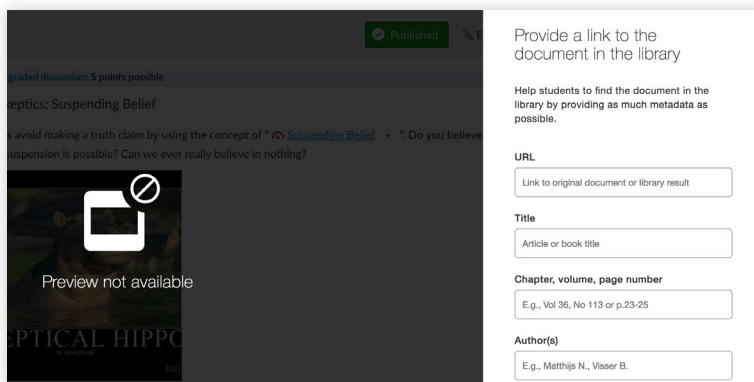 Published
graded discussion: 5 points possible
keptics: Suspending Belief
s avoid making a truth claim by using the concept of " Suspending Belief ". Do you believe
suspension is possible? Can we ever really believe in nothing?
Preview not available
EPTICAL HIPPO
is skeptical.
Provide a link to the
document in the library
Help students to find the document in the
library by providing as much metadata as
possible.
URL
Link to original document or library result
Title
Article or book title
Chapter, volume, page number
E.g., Vol 36, No 113 or p.23-25
Author(s)
E.g., Matthijs N., Visser B.